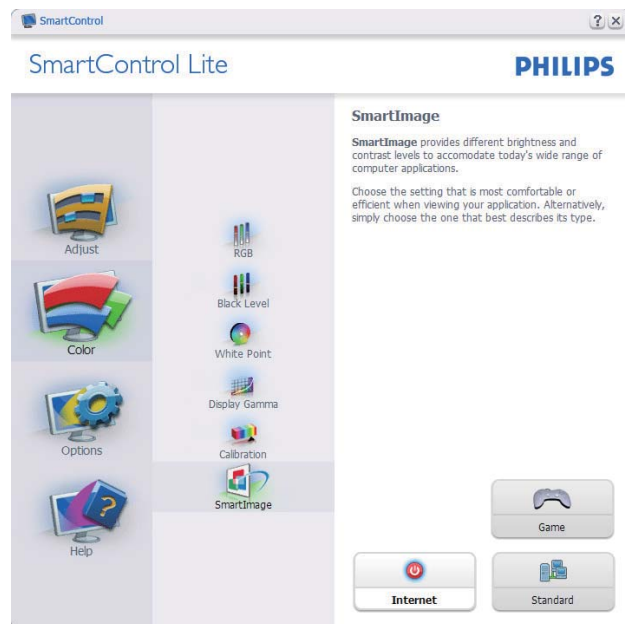 SmartControl
SmartControl Lite
PHILIPS
Adjust
Color
Options
Help
RGB
Black Level
White Point
Display Gamma
Calibration
SmartImage
SmartImage
SmartImage provides different brightness and
contrast levels to accomodate today's wide range of
computer applications.
Choose the setting that is most comfortable or
efficient when viewing your application. Alternatively,
simply choose the one that best describes its type.
Game
Internet
Standard